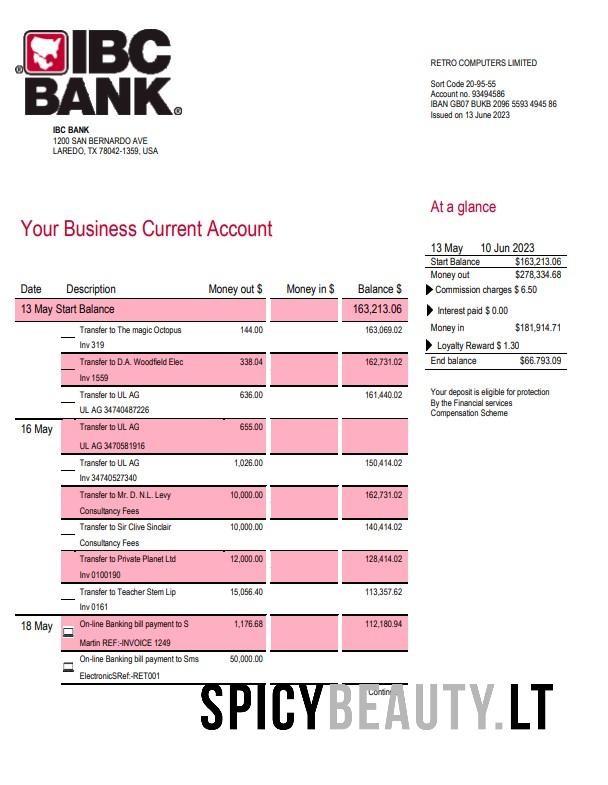 IBC
BANK
IBC BANK
1200 SAN BERNARDO AVE
LAREDO, TX 78042-1359, USA
RETRO COMPUTERS LIMITED
Sort Code 20-95-55
Account no. 93494586
IBAN GB07 BUKB 2096 5593 4945 86
Issued on 13 June 2023
Your Business Current Account
At a glance
13 May 10 Jun 2023
Start Balance $163,213.06
Money out $278,334.68
Commission charges $ 6.50
Interest paid $ 0.00
Money in $181,914.71
Loyalty Reward $ 1.30
End balance $66.793.09
Your deposit is eligible for protection
By the Financial services
Compensation Scheme
Date Description Money out $ Money in $ Balance $
13 May Start Balance 163,213.06
Transfer to The magic Octopus 144.00 163,069.02
Inv 319
Transfer to D.A. Woodfield Elec 338.04 162,731.02
Inv 1559
Transfer to UL AG 636.00 161,440.02
UL AG 34740487226
16 May Transfer to UL AG 655.00
UL AG 3470581916
Transfer to UL AG 1,026.00 150,414.02
Inv 34740527340
Transfer to Mr. D. N.L. Levy 10,000.00 162,731.02
Consultancy Fees
Transfer to Sir Clive Sinclair 10,000.00 140,414.02
Consultancy Fees
Transfer to Private Planet Ltd 12,000.00 128,414.02
Inv 0100190
Transfer to Teacher Stem Lip 15,056.40 113,357.62
Inv 0161
18 May On-line Banking bill payment to S 1,176.68 112,180.94
Martin REF:-INVOICE 1249
On-line Banking bill payment to Sms 50,000.00
ElectronicSRef:-RET001
SPICYBEAUTY.LT